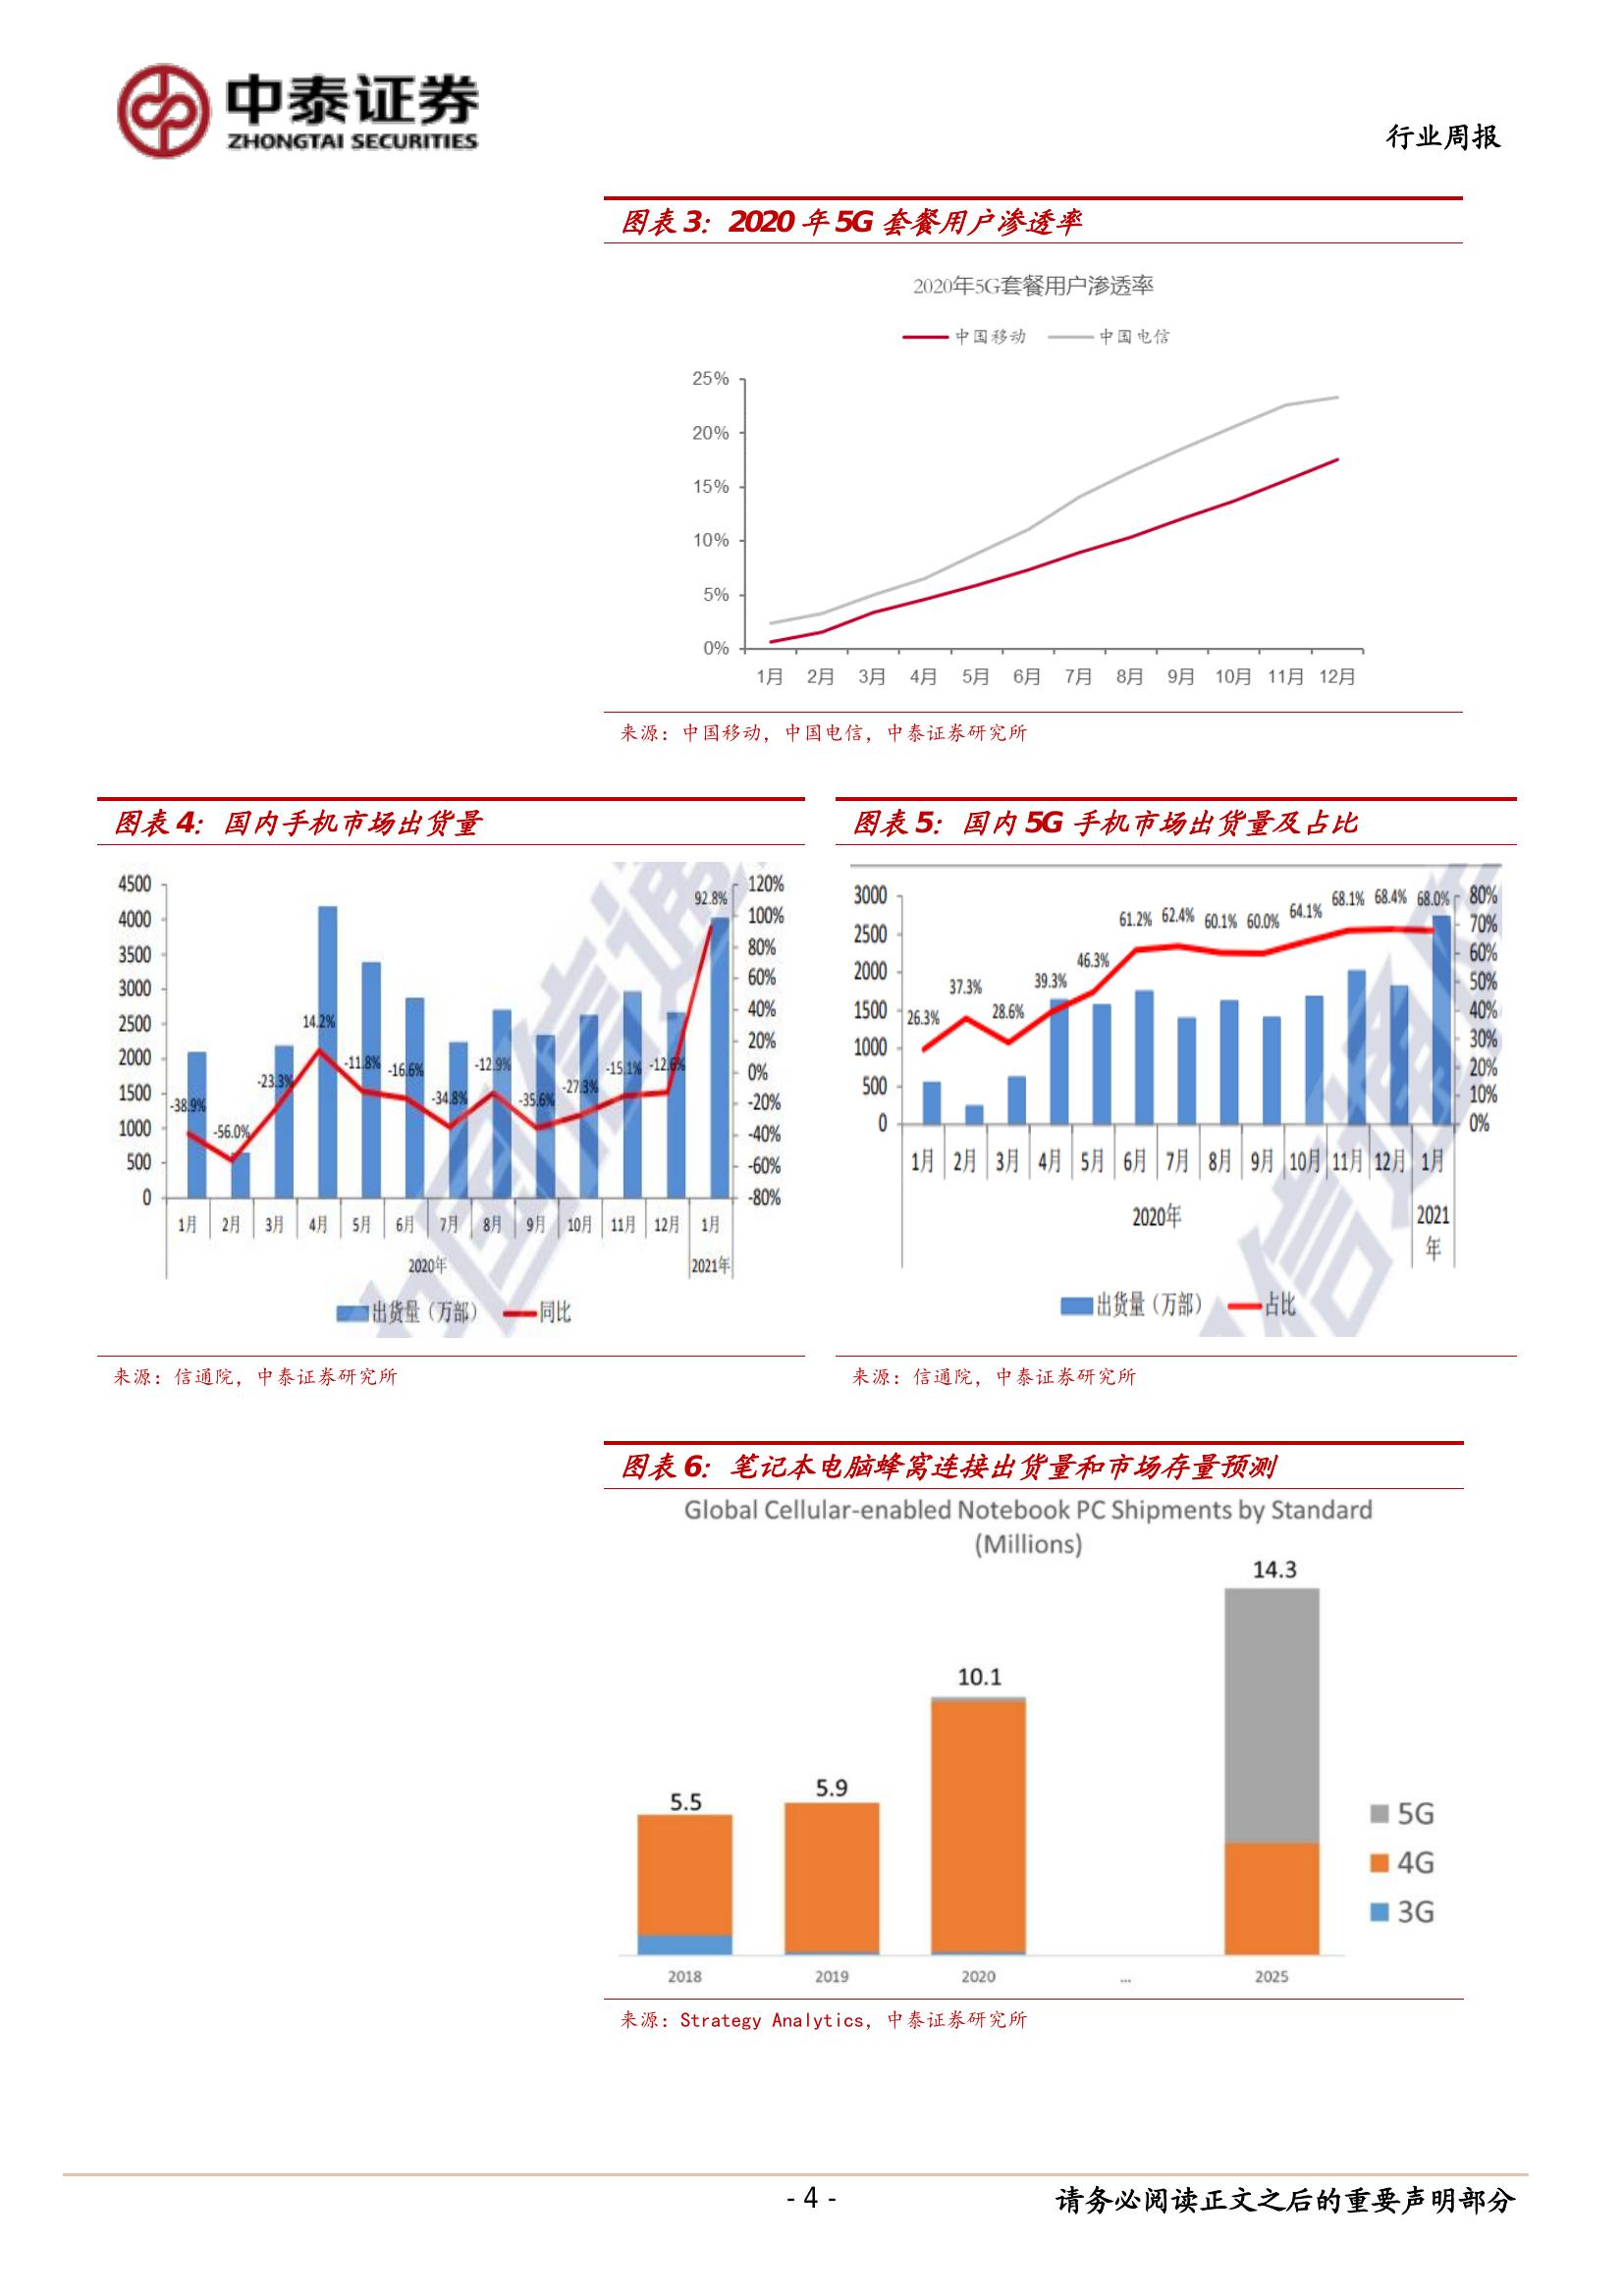 中泰证券
ZHONGTAI SECURITIES
行业周报
图表 3：2020 年 5G 套餐用户渗透率
2020年5G套餐用户渗透率
中国移动 中国电信
25%
20%
15%
10%
5%
0%
1月 2月 3月 4月 5月 6月 7月 8月 9月 10月 11月 12月
来源：中国移动，中国电信，中泰证券研究所
图表 4：国内手机市场出货量
4500
4000
3500
3000
2500
2000
1500
1000
500
0
120%
100%
80%
60%
40%
20%
0%
-20%
-40%
-60%
-80%
-38.9% -56.0% -23.3% 14.2% -11.8% -16.6% -34.8% -12.9% -35.6% -27.3% -15.1% -12.6% 92.8%
1月 2月 3月 4月 5月 6月 7月 8月 9月 10月 11月 12月 1月
2020年 2021年
出货量（万部） 同比
来源：信通院，中泰证券研究所
图表 5：国内 5G 手机市场出货量及占比
3000
2500
2000
1500
1000
500
0
80%
70%
60%
50%
40%
30%
20%
10%
0%
26.3% 37.3% 28.6% 39.3% 46.3% 61.2% 62.4% 60.1% 60.0% 64.1% 68.1% 68.4% 68.0%
1月 2月 3月 4月 5月 6月 7月 8月 9月 10月 11月 12月 1月
2020年 2021
年
出货量（万部） 占比
来源：信通院，中泰证券研究所
图表 6：笔记本电脑蜂窝连接出货量和市场存量预测
Global Cellular-enabled Notebook PC Shipments by Standard
(Millions)
14.3
10.1
5.9
5.5
5G
4G
3G
2018 2019 2020 ... 2025
来源：Strategy Analytics，中泰证券研究所
- 4 -
请务必阅读正文之后的重要声明部分